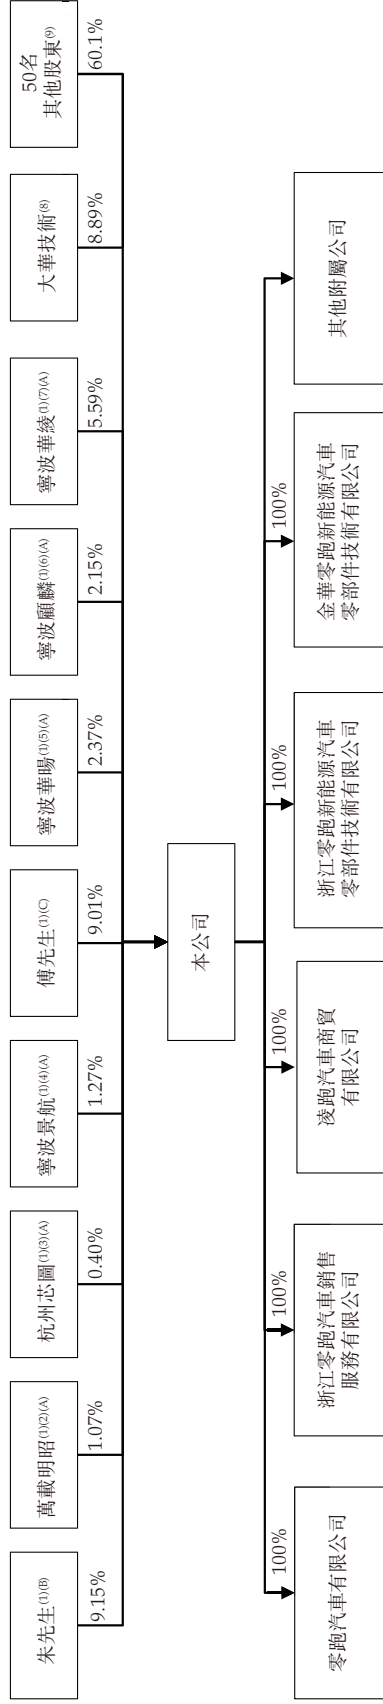 朱先生(1)(B)
萬載明昭(1)(2)(A)
杭州芯圖(1)(3)(A)
寧波景航(1)(4)(A)
傅先生(1)(C)
寧波華暘(1)(5)(A)
寧波顧麟(1)(6)(A)
寧波華綾(1)(7)(A)
大華技術(8)
50名
其他股東(9)
9.15%
1.07%
0.40%
1.27%
9.01%
2.37%
2.15%
5.59%
8.89%
60.1%
本公司
100%
100%
100%
100%
100%
零跑汽車有限公司
浙江零跑汽車銷售
服務有限公司
凌跑汽車商貿
有限公司
浙江零跑新能源汽車
零部件技術有限公司
金華零跑新能源汽車
零部件技術有限公司
其他附屬公司